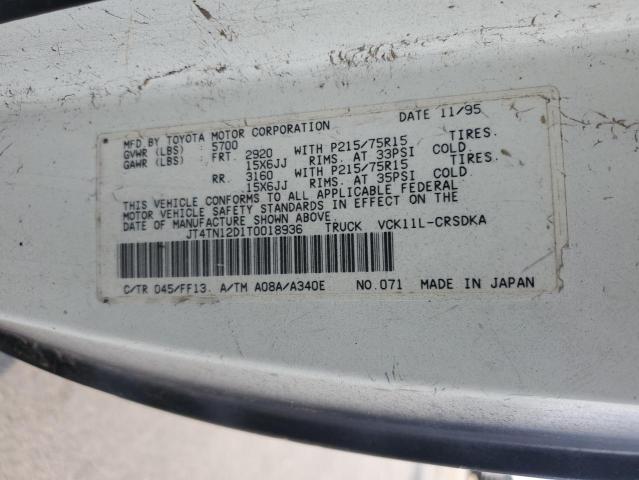 MFD BY TOYOTA MOTOR CORPORATION DATE 11/95
GVWR (LBS) : 5700
GAWR (LBS) : FRT. 2920 WITH P215/75R15 TIRES.
15X6JJ RIMS. AT 33PSI COLD
RR. 3160 WITH P215/75R15 TIRES.
15X6JJ RIMS. AT 35PSI COLD
THIS VEHICLE CONFORMS TO ALL APPLICABLE FEDERAL
MOTOR VEHICLE SAFETY STANDARDS IN EFFECT ON THE
DATE OF MANUFACTURE SHOWN ABOVE.
JT4TN12D1T0018936 TRUCK VCK11L-CRSDKA
C/TR 045/FF13. A/TM A08A/A340E NO.071 MADE IN JAPAN